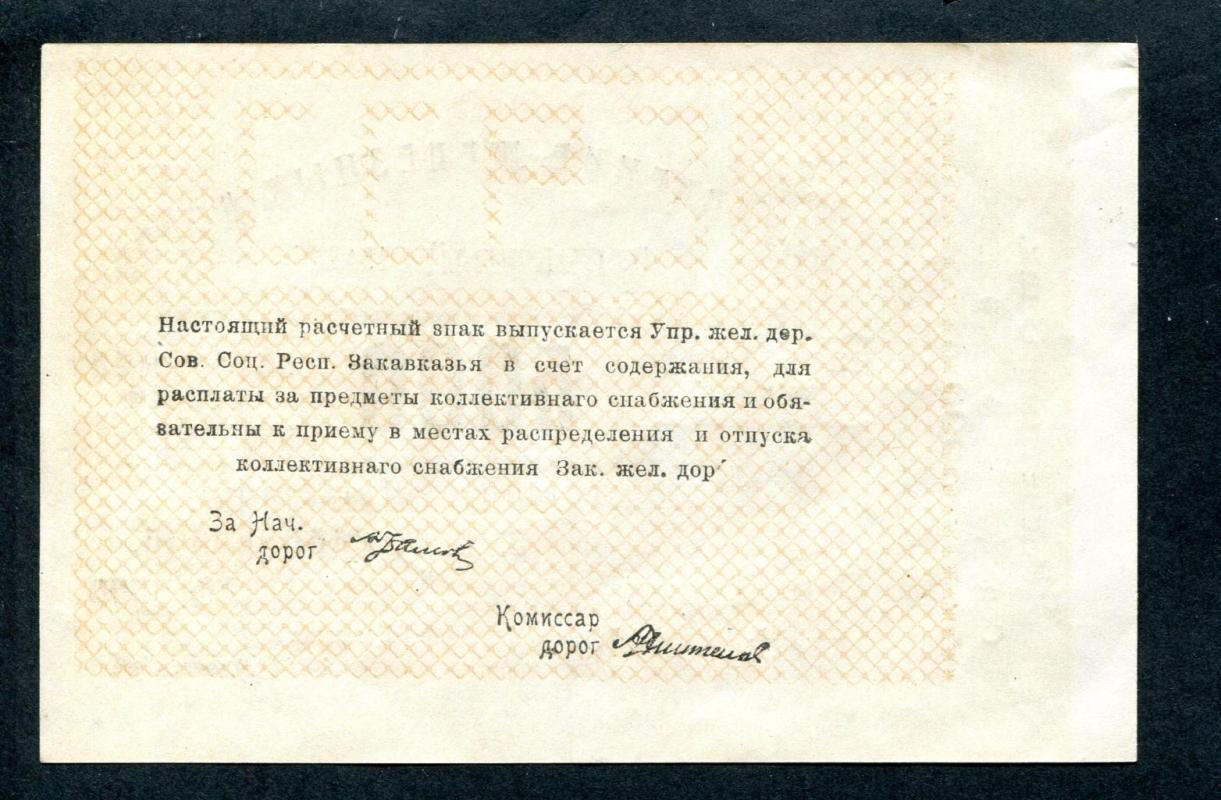 Настоящий расчетный знак выпускается Упр. жел. дор.
Сов. Соц. Респ. Закавказья в счет содержания, для
расплаты за предметы коллективнаго снабжения и обя-
зательны к приему в местах распределения и отпуска
коллективнаго снабжения Зак. жел. дор
За Нач.
дорог
Комиссар
дорог